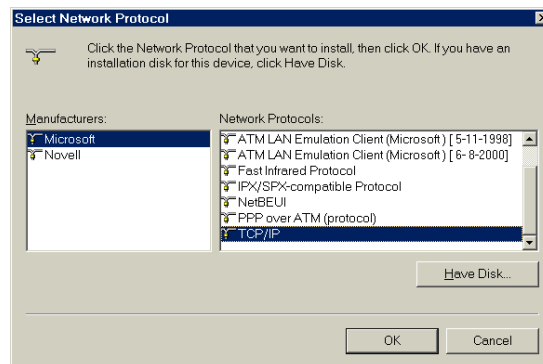 Select Network Protocol
Click the Network Protocol that you want to install, then click OK. If you have an
installation disk for this device, click Have Disk.
Manufacturers:
Microsoft
Novell
Network Protocols:
ATM LAN Emulation Client (Microsoft) [ 5-11-1998]
ATM LAN Emulation Client (Microsoft) [ 6- 8-2000]
Fast Infrared Protocol
IPX/SPX-compatible Protocol
NetBEUI
PPP over ATM (protocol)
TCP/IP
Have Disk...
OK
Cancel